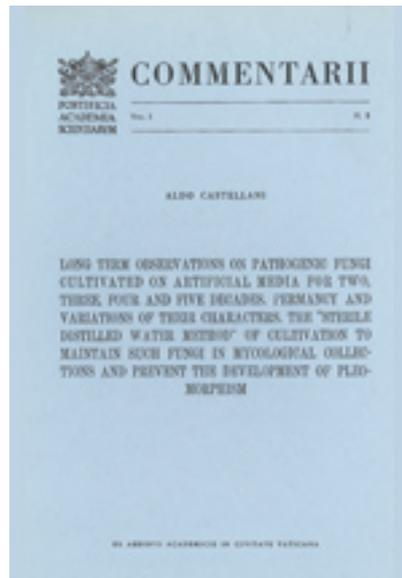 COMMENTARII
PONTIFICIA
ACADEMIA
SCIENTIARVM
ALDO CASTELLANI
LONG TERM OBSERVATIONS ON PATHOGENIC FUNGI
CULTIVATED ON ARTIFICIAL MEDIA FOR TWO,
THREE, FOUR AND FIVE DECADES. PERMANCY AND
VARIATIONS OF THEIR CHARACTERS. THE "STERILE
DISTILLED WATER METHOD" OF CULTIVATION TO
MAINTAIN SUCH FUNGI IN MYCOLOGICAL COLLEC-
TIONS AND PREVENT THE DEVELOPMENT OF PLEO-
MORPHISM
EX AEDIBVS ACADEMICIS IN CIVITATE VATICANA